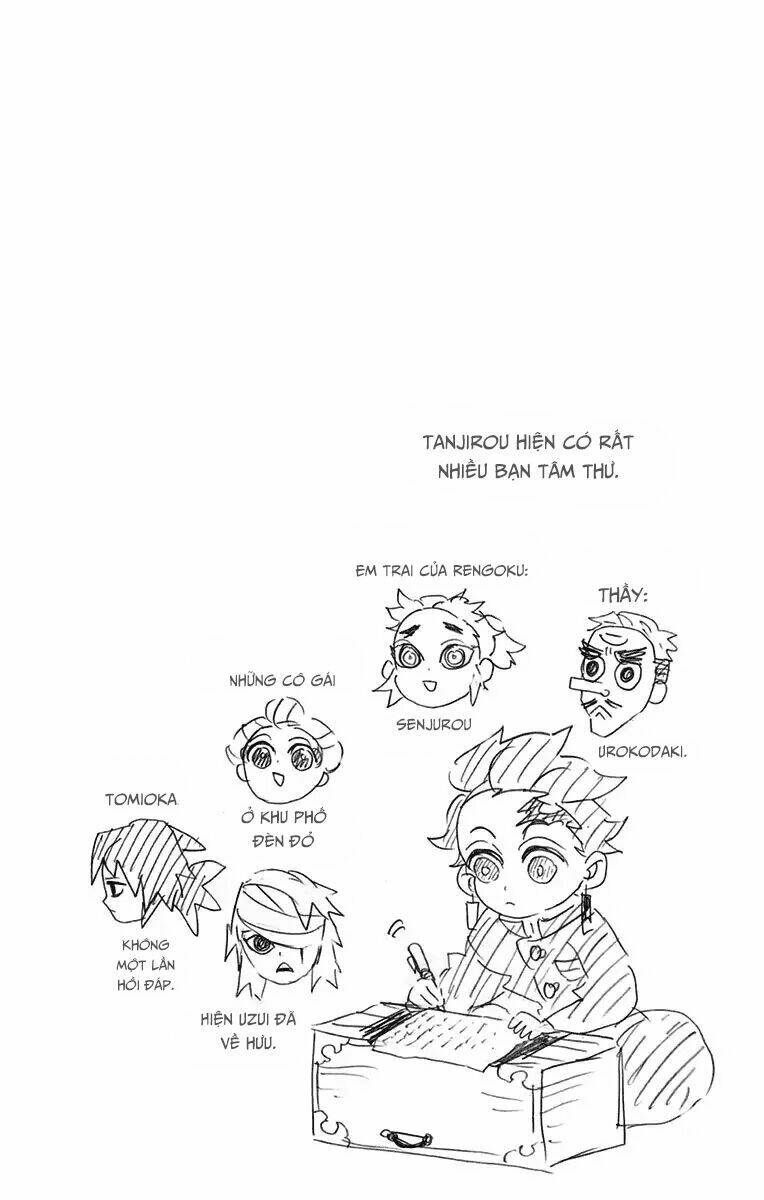 TANJIROU HIỆN CÓ RẤT
NHIỀU BẠN TÂM THƯ.
EM TRAI CỦA RENGOKU:
SENJUROU
THẦY:
UROKODAKI.
NHỮNG CÔ GÁI
Ở KHU PHỐ
ĐÈN ĐỎ
TOMIOKA
KHÔNG
MỘT LẦN
HỒI ĐÁP.
HIỆN UZUI ĐÃ
VỀ HƯU.